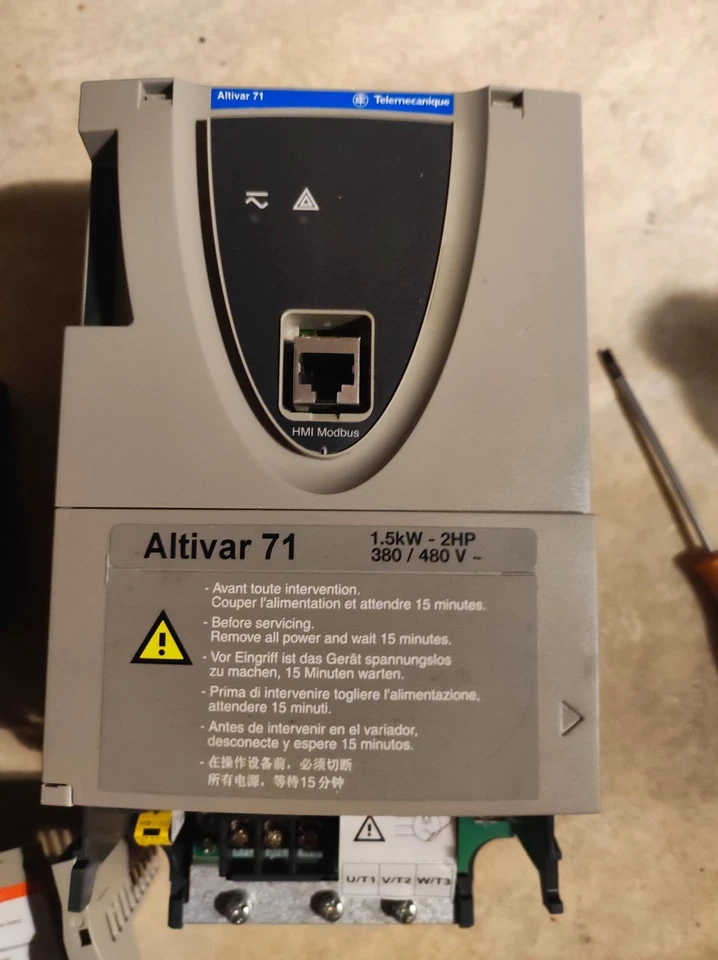 Altivar 71
Telemecanique
HMI Modbus
Altivar 71
1.5kW - 2HP
380 / 480 V ~
- Avant toute intervention.
Couper l'alimentation et attendre 15 minutes.
- Before servicing.
Remove all power and wait 15 minutes.
- Vor Eingriff ist das Gerät spannungslos
zu machen, 15 Minuten warten.
- Prima di intervenire togliere l'alimentazione,
attendere 15 minuti.
- Antes de intervenir en el variador,
desconecte y espere 15 minutos.
- 在操作设备前，必须切断
所有电源，等待15分钟
M
U/T1 V/T2 W/T3